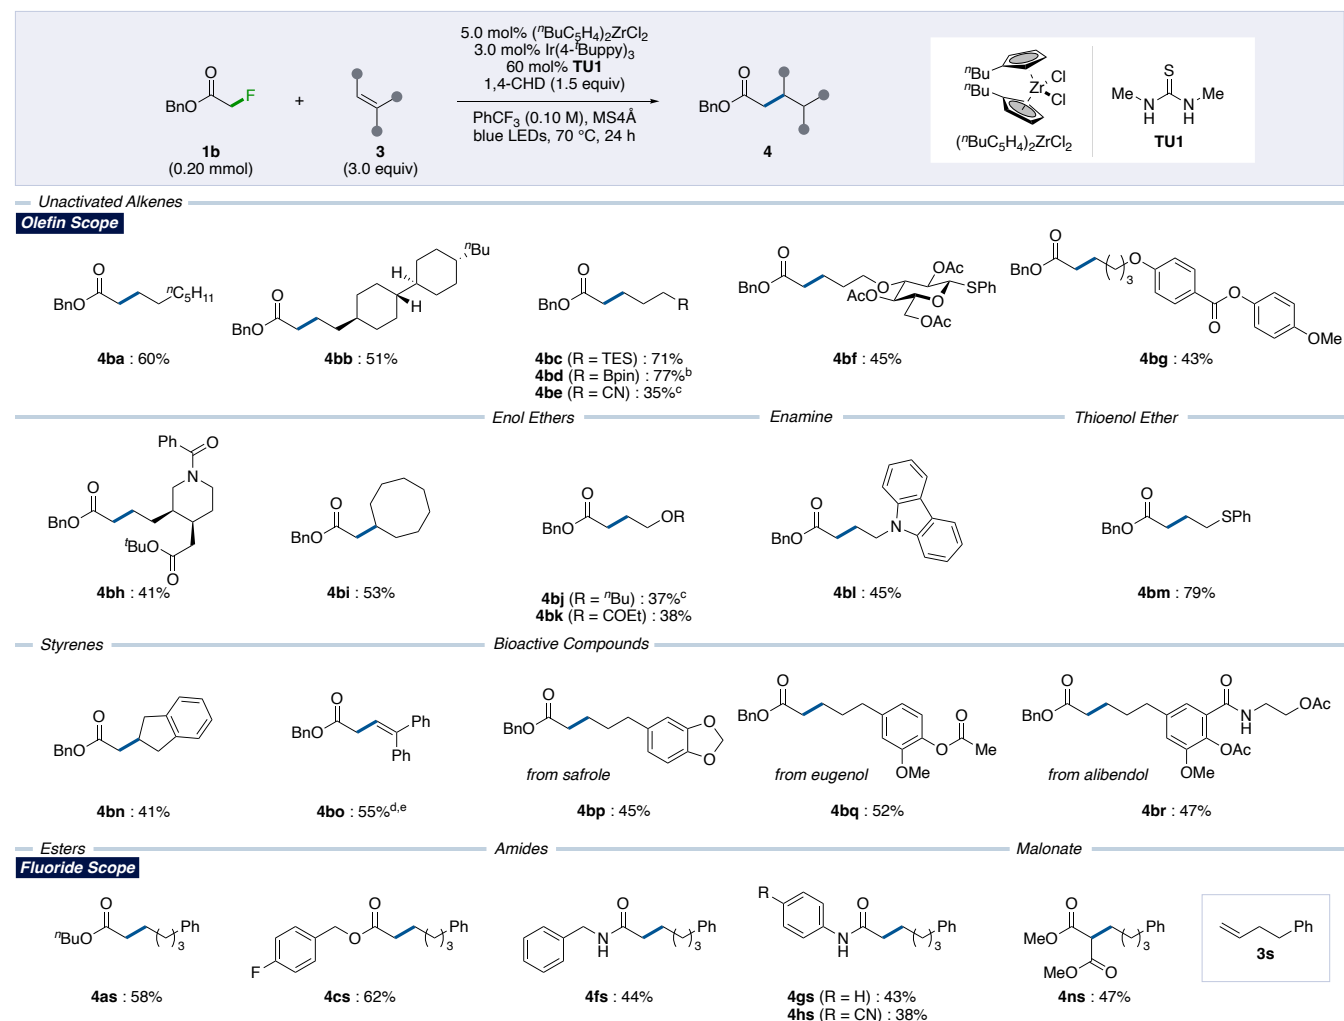 5.0 mol% (ⁿBuC₅H₄)₂ZrCl₂
3.0 mol% Ir(4-ᵗBuppy)₃
60 mol% TU1
1,4-CHD (1.5 equiv)
PhCF₃ (0.10 M), MS4Å
blue LEDs, 70 °C, 24 h
O
BnO
F
+
O
BnO
1b
(0.20 mmol)
3
(3.0 equiv)
4
ⁿBu
ⁿBu
Zr
Cl
Cl
(ⁿBuC₅H₄)₂ZrCl₂
S
Me
N
H
N
H
Me
TU1
Unactivated Alkenes
Olefin Scope
O
BnO
ⁿC₅H₁₁
4ba : 60%
O
BnO
H
H
ⁿBu
4bb : 51%
O
BnO
R
4bc (R = TES) : 71%
4bd (R = Bpin) : 77%ᵇ
4be (R = CN) : 35%ᶜ
O
BnO
O
OAc
SPh
AcO
O
OAc
4bf : 45%
O
BnO
( )₃
O
O
O
OMe
4bg : 43%
Enol Ethers
Enamine
Thioenol Ether
Ph
O
N
O
BnO
ᵗBuO
O
4bh : 41%
O
BnO
4bi : 53%
O
BnO
OR
4bj (R = ⁿBu) : 37%ᶜ
4bk (R = COEt) : 38%
O
BnO
N
4bl : 45%
O
BnO
SPh
4bm : 79%
Styrenes
Bioactive Compounds
O
BnO
4bn : 41%
O
BnO
Ph
Ph
4bo : 55%ᵈ,ᵉ
O
BnO
O
O
from safrole
4bp : 45%
O
BnO
O
O
Me
OMe
from eugenol
4bq : 52%
O
BnO
O
N
H
OAc
OAc
OMe
from alibendol
4br : 47%
Esters
Amides
Malonate
Fluoride Scope
O
ⁿBuO
( )₃
Ph
4as : 58%
F
O
O
( )₃
Ph
4cs : 62%
N
H
O
( )₃
Ph
4fs : 44%
R
N
H
O
( )₃
Ph
4gs (R = H) : 43%
4hs (R = CN) : 38%
O
MeO
MeO
O
( )₃
Ph
4ns : 47%
Ph
3s